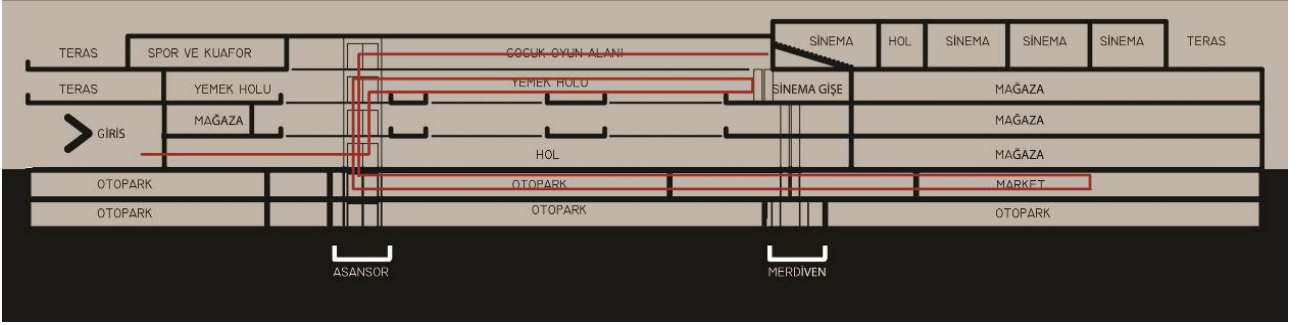 TERAS SPOR VE KUAFOR ÇOCUK OYUN ALANI SİNEMA HOL SİNEMA SİNEMA SİNEMA TERAS
TERAS YEMEK HOLU YEMEK HOLU SİNEMA GİŞE MAĞAZA
MAĞAZA MAĞAZA
GİRİS HOL MAĞAZA
OTOPARK OTOPARK MARKET
OTOPARK OTOPARK OTOPARK
ASANSOR MERDİVEN